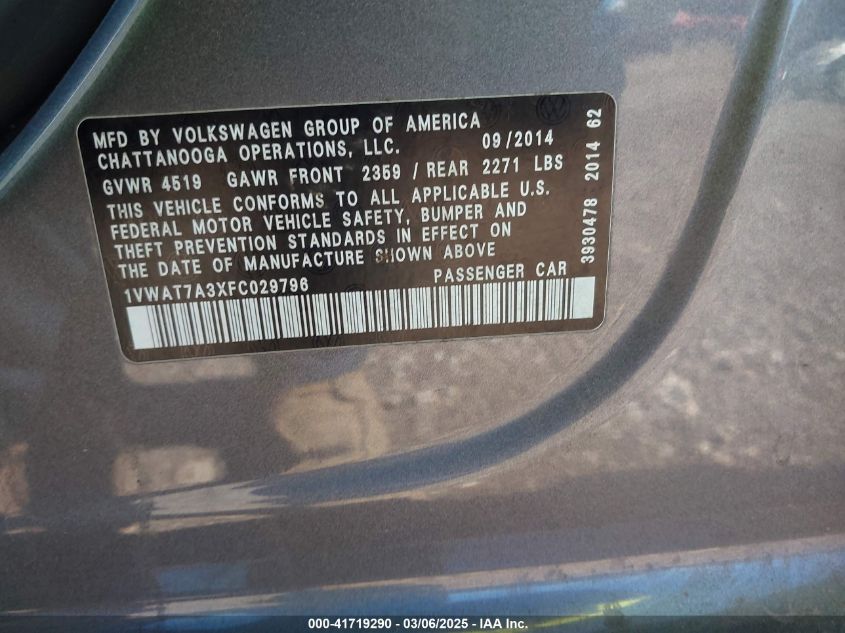 MFD BY VOLKSWAGEN GROUP OF AMERICA
CHATTANOOGA OPERATIONS, LLC. 09/2014
GVWR 4519 GAWR FRONT 2359 / REAR 2271 LBS
THIS VEHICLE CONFORMS TO ALL APPLICABLE U.S.
FEDERAL MOTOR VEHICLE SAFETY, BUMPER AND
THEFT PREVENTION STANDARDS IN EFFECT ON
THE DATE OF MANUFACTURE SHOWN ABOVE
1VWAT7A3XFC029796 PASSENGER CAR
3930478 2014 62
000-41719290 - 03/06/2025 - IAA Inc.